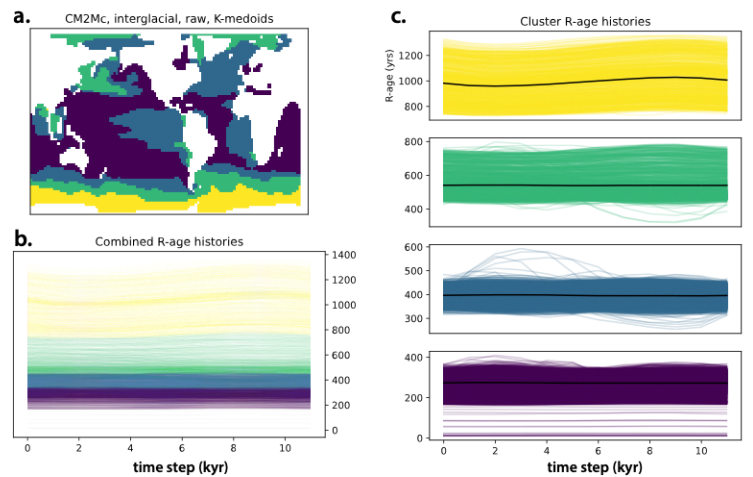 a.
CM2Mc, interglacial, raw, K-medoids
b.
Combined R-age histories
1400
1200
1000
800
600
400
200
0
0 2 4 6 8 10
time step (kyr)
c.
Cluster R-age histories
R-age (yrs)
1200
1000
800
800
600
400
600
500
400
300
400
200
0
0 2 4 6 8 10
time step (kyr)